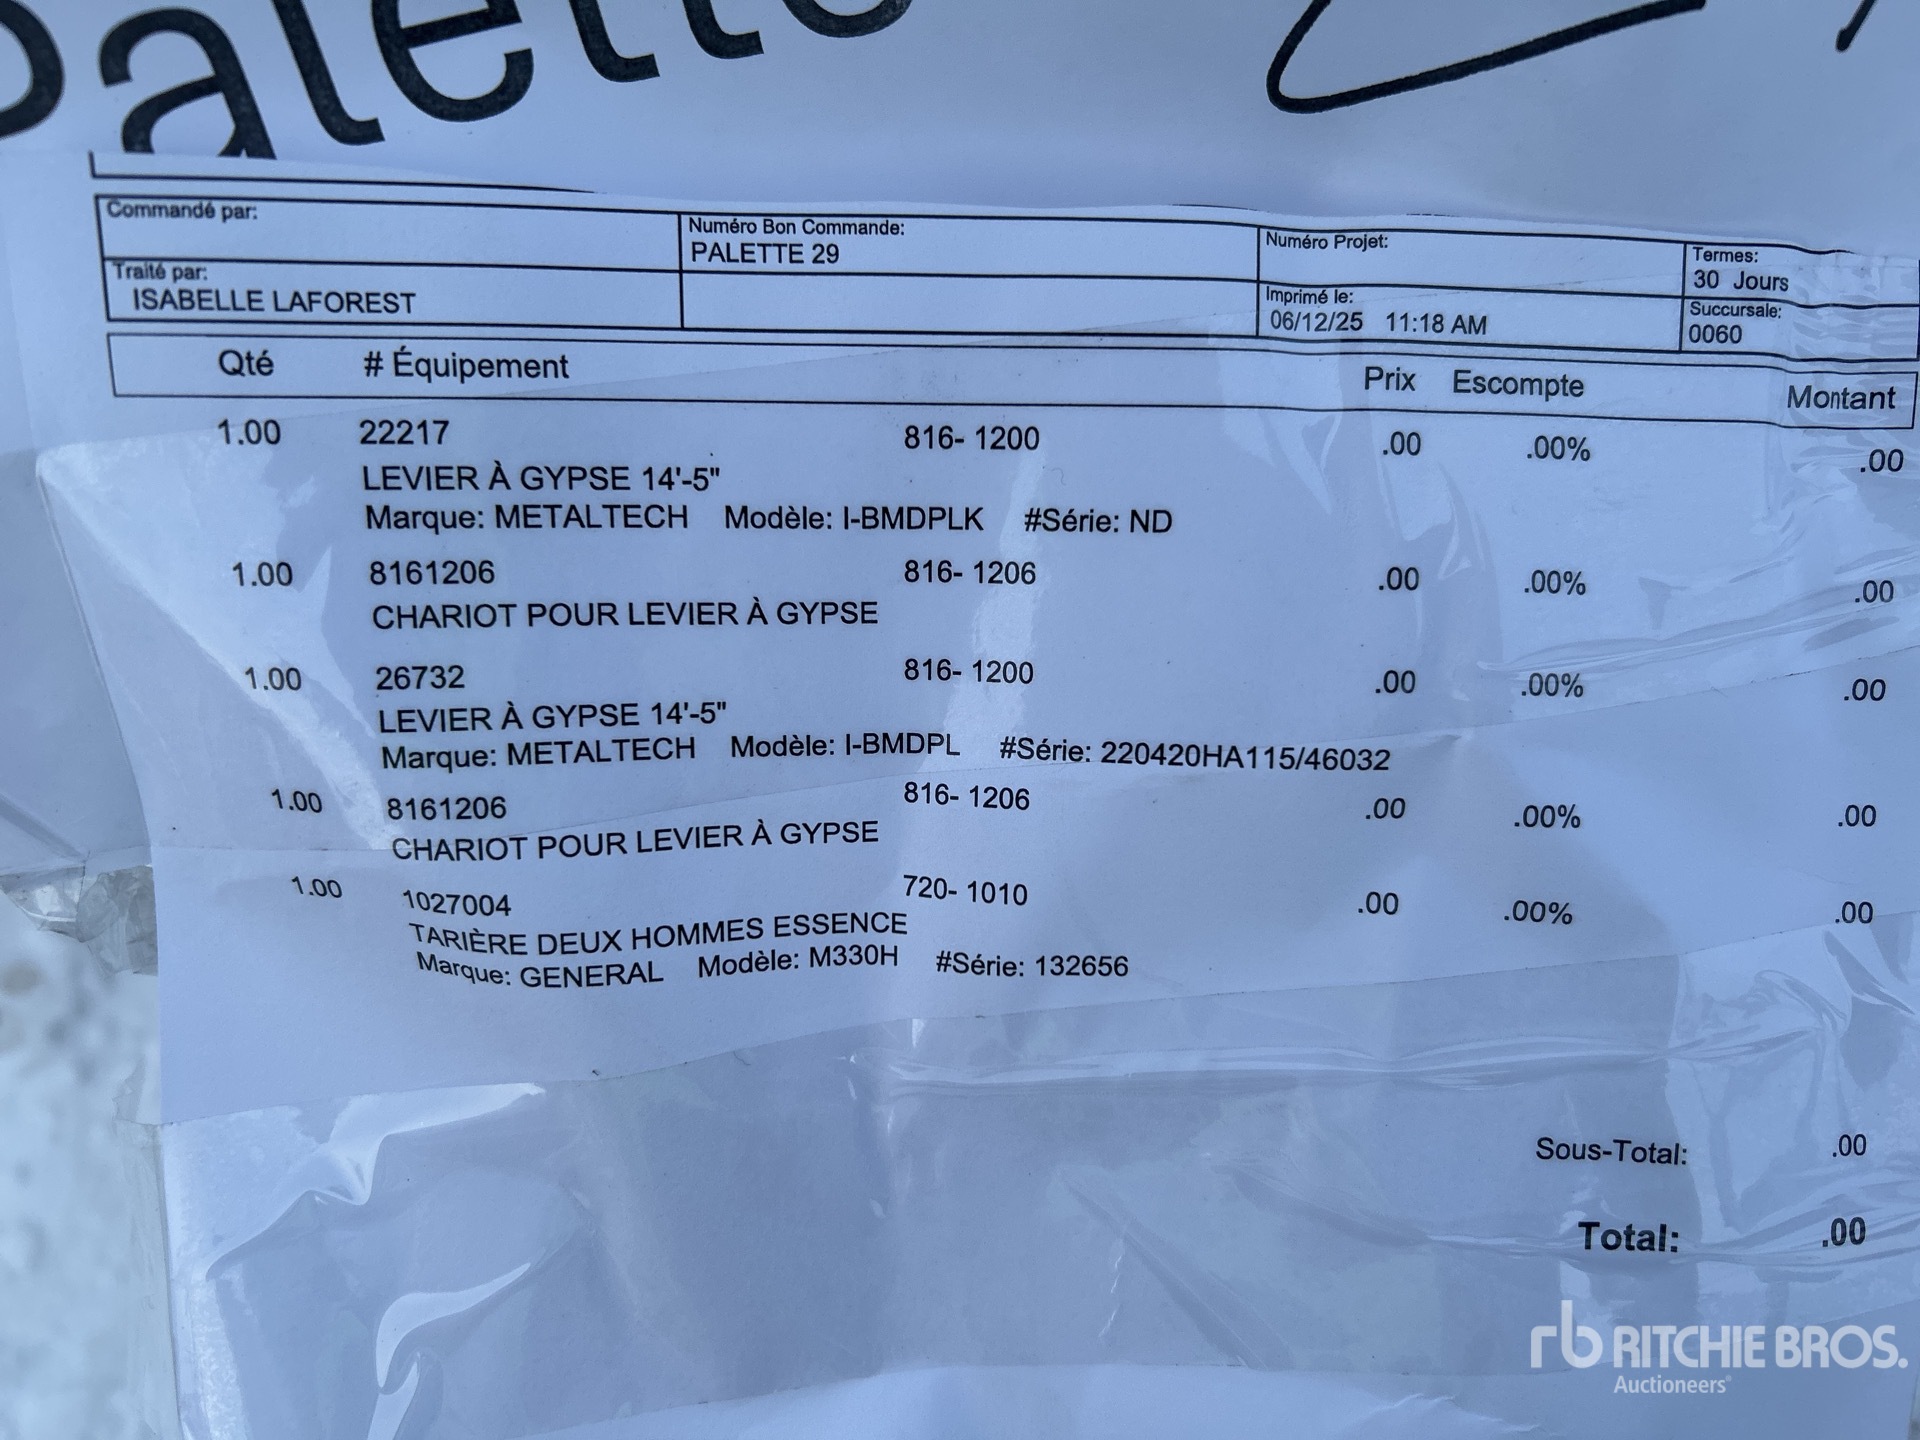 Palette
Commandé par:
Numéro Bon Commande:
PALETTE 29
Numéro Projet:
Termes:
30 Jours
Traité par:
ISABELLE LAFOREST
Imprimé le:
06/12/25 11:18 AM
Succursale:
0060
Qté # Équipement Prix Escompte Montant
1.00 22217 816- 1200 .00 .00% .00
LEVIER À GYPSE 14'-5"
Marque: METALTECH Modèle: I-BMDPLK #Série: ND
1.00 8161206 816- 1206 .00 .00% .00
CHARIOT POUR LEVIER À GYPSE
1.00 26732 816- 1200 .00 .00% .00
LEVIER À GYPSE 14'-5"
Marque: METALTECH Modèle: I-BMDPL #Série: 220420HA115/46032
1.00 8161206 816- 1206 .00 .00% .00
CHARIOT POUR LEVIER À GYPSE
1.00 1027004 720- 1010 .00 .00% .00
TARIÈRE DEUX HOMMES ESSENCE
Marque: GENERAL Modèle: M330H #Série: 132656
Sous-Total: .00
Total: .00
rb RITCHIE BROS.
Auctioneers